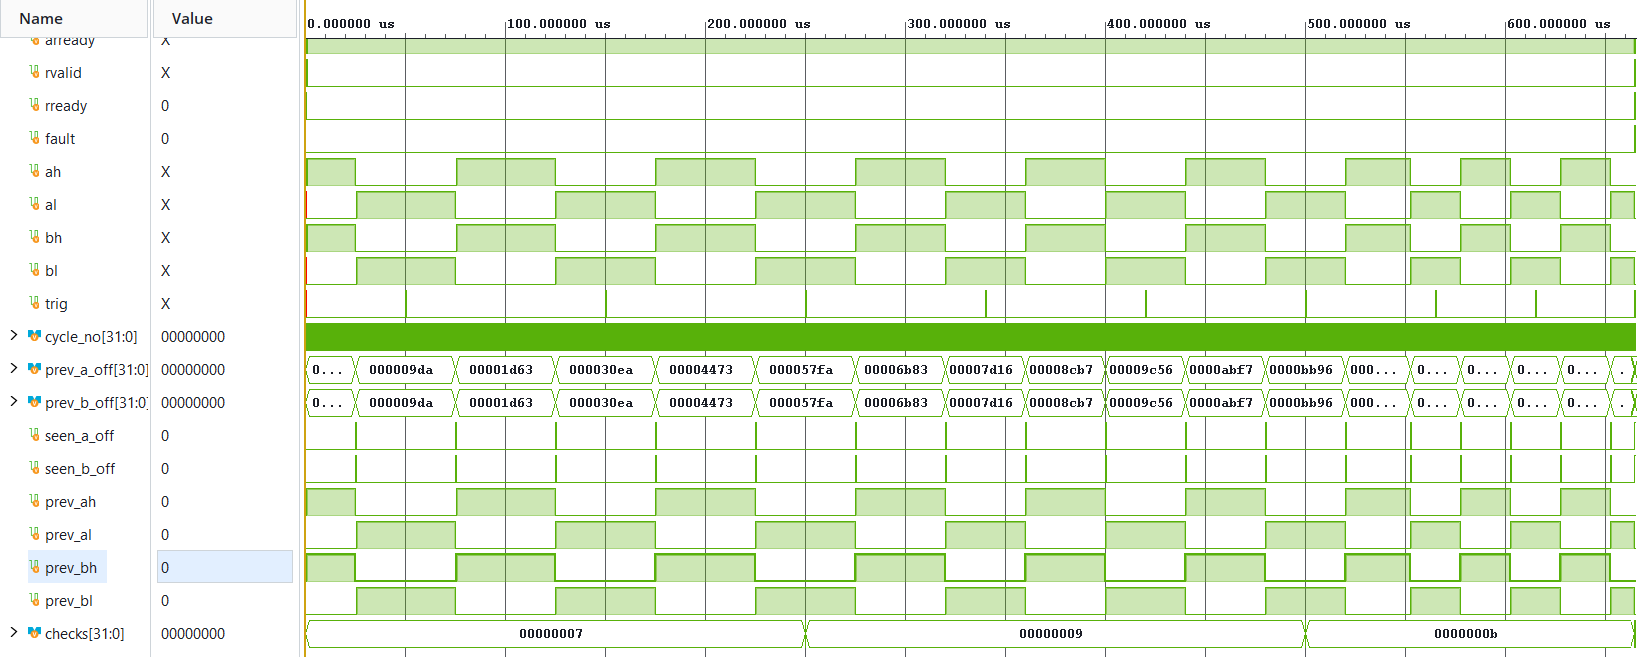 Name Value 0.000000 us 100.000000 us 200.000000 us 300.000000 us 400.000000 us 500.000000 us 600.000000 us
arready X
rvalid X
rready 0
fault 0
ah X
al X
bh X
bl X
trig X
cycle_no[31:0] 00000000
prev_a_off[31:0] 00000000 0... 000009da 00001d63 000030ea 00004473 000057fa 00006b83 00007d16 00008cb7 00009c56 0000abf7 0000bb96 000... 0... 0... 0... 0... .
prev_b_off[31:0] 00000000 0... 000009da 00001d63 000030ea 00004473 000057fa 00006b83 00007d16 00008cb7 00009c56 0000abf7 0000bb96 000... 0... 0... 0... 0... .
seen_a_off 0
seen_b_off 0
prev_ah 0
prev_al 0
prev_bh 0
prev_bl 0
checks[31:0] 00000000 00000007 00000009 0000000b